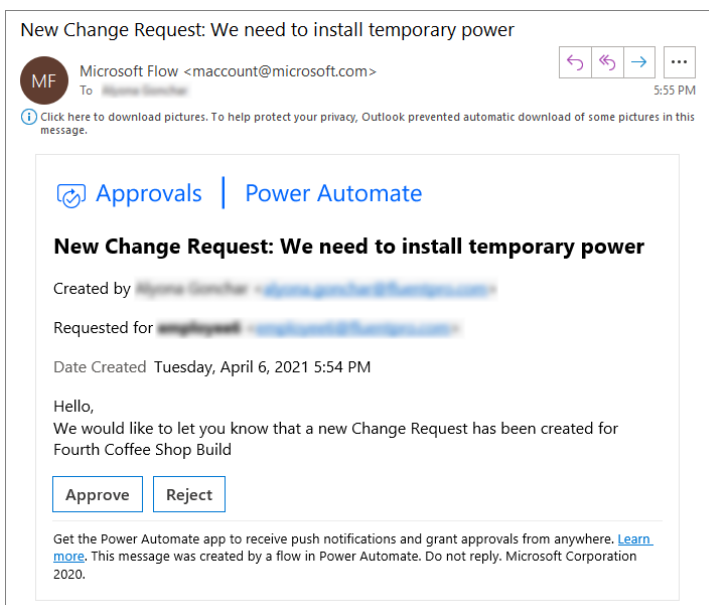 New Change Request: We need to install temporary power
MF
Microsoft Flow <maccount@microsoft.com>
To
5:55 PM
Click here to download pictures. To help protect your privacy, Outlook prevented automatic download of some pictures in this
message.
Approvals | Power Automate
New Change Request: We need to install temporary power
Created by
Requested for
Date Created Tuesday, April 6, 2021 5:54 PM
Hello,
We would like to let you know that a new Change Request has been created for
Fourth Coffee Shop Build
Approve Reject
Get the Power Automate app to receive push notifications and grant approvals from anywhere. Learn
more. This message was created by a flow in Power Automate. Do not reply. Microsoft Corporation
2020.